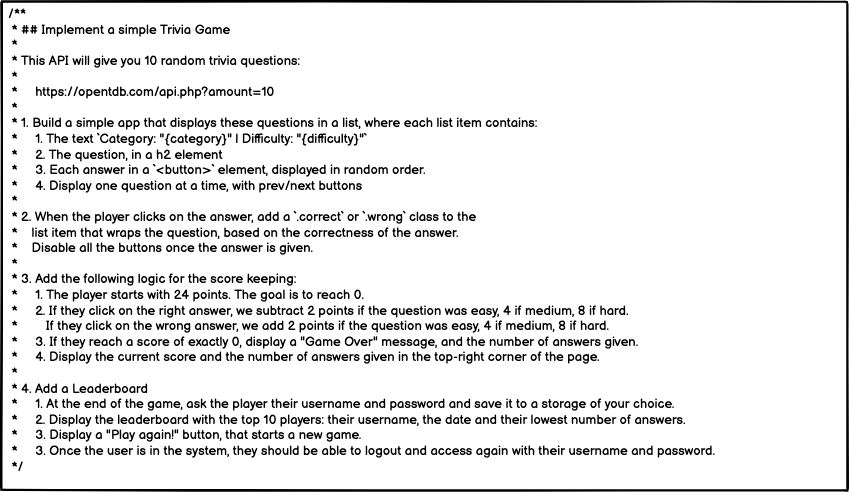 /**
* ## Implement a simple Trivia Game
*
* This API will give you 10 random trivia questions:
*
* https://opentdb.com/api.php?amount=10
*
* 1. Build a simple app that displays these questions in a list, where each list item contains:
* 1. The text `Category: "{category}" | Difficulty: "{difficulty}"`
* 2. The question, in a h2 element
* 3. Each answer in a `<button>` element, displayed in random order.
* 4. Display one question at a time, with prev/next buttons
*
* 2. When the player clicks on the answer, add a `.correct` or `.wrong` class to the
* list item that wraps the question, based on the correctness of the answer.
* Disable all the buttons once the answer is given.
*
* 3. Add the following logic for the score keeping:
* 1. The player starts with 24 points. The goal is to reach 0.
* 2. If they click on the right answer, we subtract 2 points if the question was easy, 4 if medium, 8 if hard.
* If they click on the wrong answer, we add 2 points if the question was easy, 4 if medium, 8 if hard.
* 3. If they reach a score of exactly 0, display a "Game Over" message, and the number of answers given.
* 4. Display the current score and the number of answers given in the top-right corner of the page.
*
* 4. Add a Leaderboard
* 1. At the end of the game, ask the player their username and password and save it to a storage of your choice.
* 2. Display the leaderboard with the top 10 players: their username, the date and their lowest number of answers.
* 3. Display a "Play again!" button, that starts a new game.
* 3. Once the user is in the system, they should be able to logout and access again with their username and password.
*/